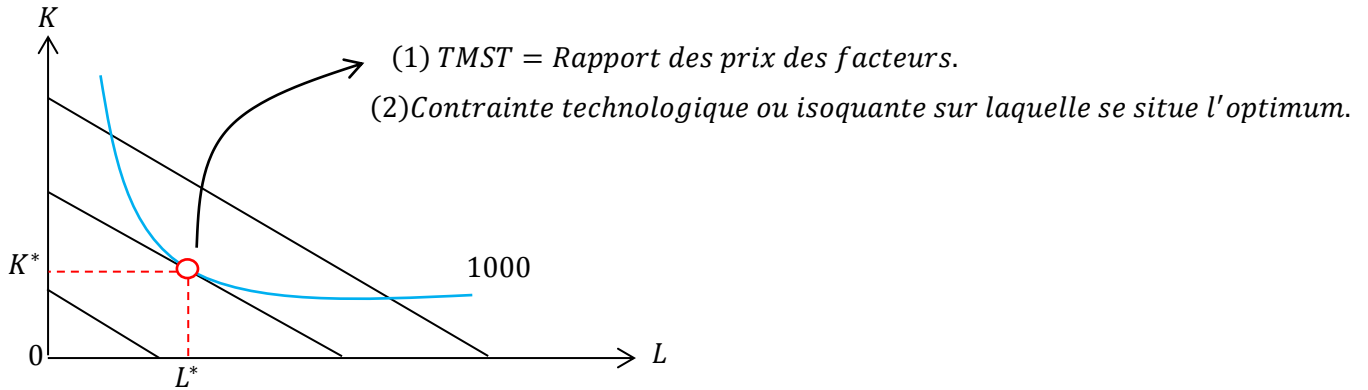 K
(1) TMST = Rapport des prix des facteurs.
(2)Contrainte technologique ou isoquante sur laquelle se situe l'optimum.
K*
1000
0
L
L*